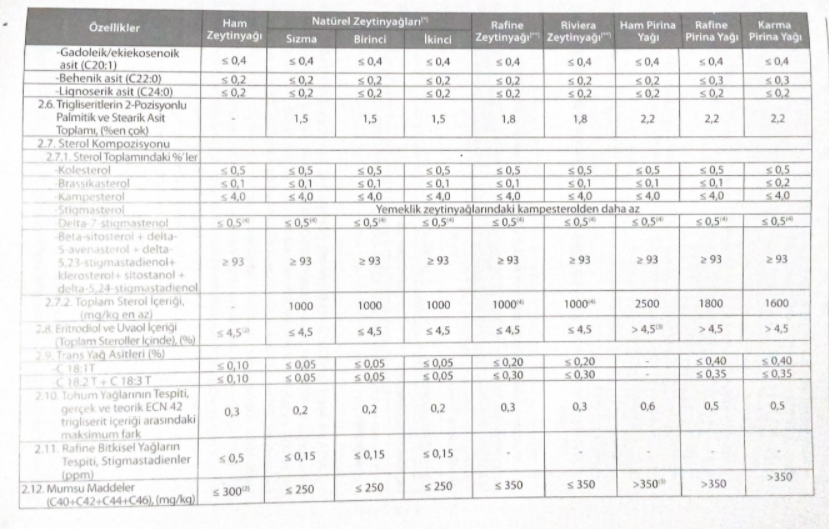 Özellikler Ham Zeytinyağı Natürel Zeytinyağları(*) Rafine Zeytinyağı(**) Riviera Zeytinyağı(**) Ham Pirina Yağı Rafine Pirina Yağı Karma Pirina Yağı
Sızma Birinci İkinci
-Gadoleik/ekiekosenoik
asit (C20:1) ≤ 0,4 ≤ 0,4 ≤ 0,4 ≤ 0,4 ≤ 0,4 ≤ 0,4 ≤ 0,4 ≤ 0,4 ≤ 0,4
-Behenik asit (C22:0) ≤ 0,2 ≤ 0,2 ≤ 0,2 ≤ 0,2 ≤ 0,2 ≤ 0,2 ≤ 0,2 ≤ 0,3 ≤ 0,3
-Lignoserik asit (C24:0) ≤ 0,2 ≤ 0,2 ≤ 0,2 ≤ 0,2 ≤ 0,2 ≤ 0,2 ≤ 0,2 ≤ 0,2 ≤ 0,2
2.6. Trigliseritlerin 2-Pozisyonlu
Palmitik ve Stearik Asit
Toplamı, (%en çok) - 1,5 1,5 1,5 1,8 1,8 2,2 2,2 2,2
2.7. Sterol Kompozisyonu
2.7.1. Sterol Toplamındaki %'ler
-Kolesterol ≤ 0,5 ≤ 0,5 ≤ 0,5 ≤ 0,5 ≤ 0,5 ≤ 0,5 ≤ 0,5 ≤ 0,5 ≤ 0,5
-Brassikasterol ≤ 0,1 ≤ 0,1 ≤ 0,1 ≤ 0,1 ≤ 0,1 ≤ 0,1 ≤ 0,1 ≤ 0,1 ≤ 0,2
-Kampesterol ≤ 4,0 ≤ 4,0 ≤ 4,0 ≤ 4,0 ≤ 4,0 ≤ 4,0 ≤ 4,0 ≤ 4,0 ≤ 4,0
-Stigmasterol Yemeklik zeytinyağlarındaki kampesterolden daha az
-Delta-7-stigmastenol ≤ 0,5(4) ≤ 0,5(4) ≤ 0,5(4) ≤ 0,5(4) ≤ 0,5(4) ≤ 0,5(4) ≤ 0,5(4) ≤ 0,5(4) ≤ 0,5(4)
-Beta-sitosterol + delta-
5-avenasterol + delta-
5,23-stigmastadienol+
klerosterol+ sitostanol +
delta-5,24-stigmastadienol ≥ 93 ≥ 93 ≥ 93 ≥ 93 ≥ 93 ≥ 93 ≥ 93 ≥ 93 ≥ 93
2.7.2. Toplam Sterol İçeriği,
(mg/kg en az) - 1000 1000 1000 1000(4) 1000(4) 2500 1800 1600
2.8. Eritrodiol ve Uvaol İçeriği
(Toplam Steroller İçinde), (%) ≤ 4,5(2) ≤ 4,5 ≤ 4,5 ≤ 4,5 ≤ 4,5 ≤ 4,5 > 4,5(3) > 4,5 > 4,5
2.9. Trans Yağ Asitleri (%)
-C 18:1T ≤ 0,10 ≤ 0,05 ≤ 0,05 ≤ 0,05 ≤ 0,20 ≤ 0,20 - ≤ 0,40 ≤ 0,40
-C 18:2 T + C 18:3 T ≤ 0,10 ≤ 0,05 ≤ 0,05 ≤ 0,05 ≤ 0,30 ≤ 0,30 - ≤ 0,35 ≤ 0,35
2.10. Tohum Yağlarının Tespiti,
gerçek ve teorik ECN 42
trigliserit içeriği arasındaki
maksimum fark 0,3 0,2 0,2 0,2 0,3 0,3 0,6 0,5 0,5
2.11. Rafine Bitkisel Yağların
Tespiti, Stigmastadienler
(ppm) ≤ 0,5 ≤ 0,15 ≤ 0,15 ≤ 0,15 - - - - -
2.12. Mumsu Maddeler
(C40+C42+C44+C46), (mg/kg) ≤ 300(2) ≤ 250 ≤ 250 ≤ 250 ≤ 350 ≤ 350 >350(3) >350 >350